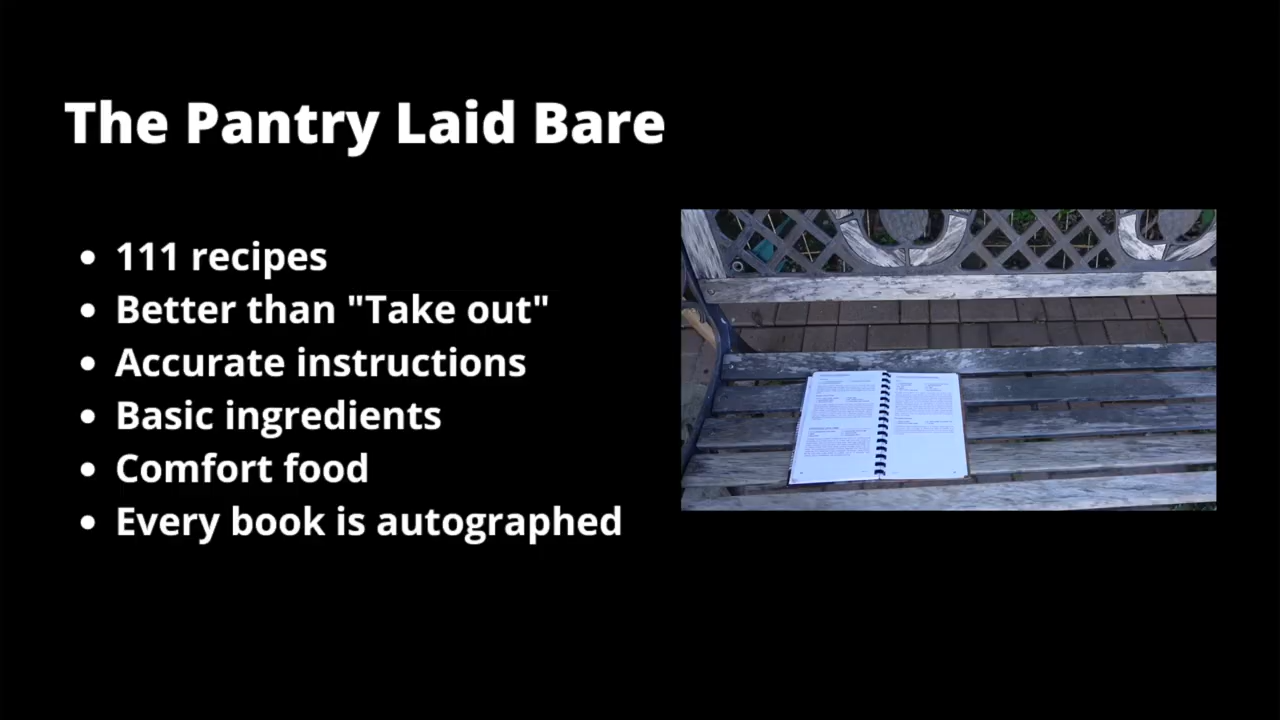 The Pantry Laid Bare
• 111 recipes
• Better than "Take out"
• Accurate instructions
• Basic ingredients
• Comfort food
• Every book is autographed